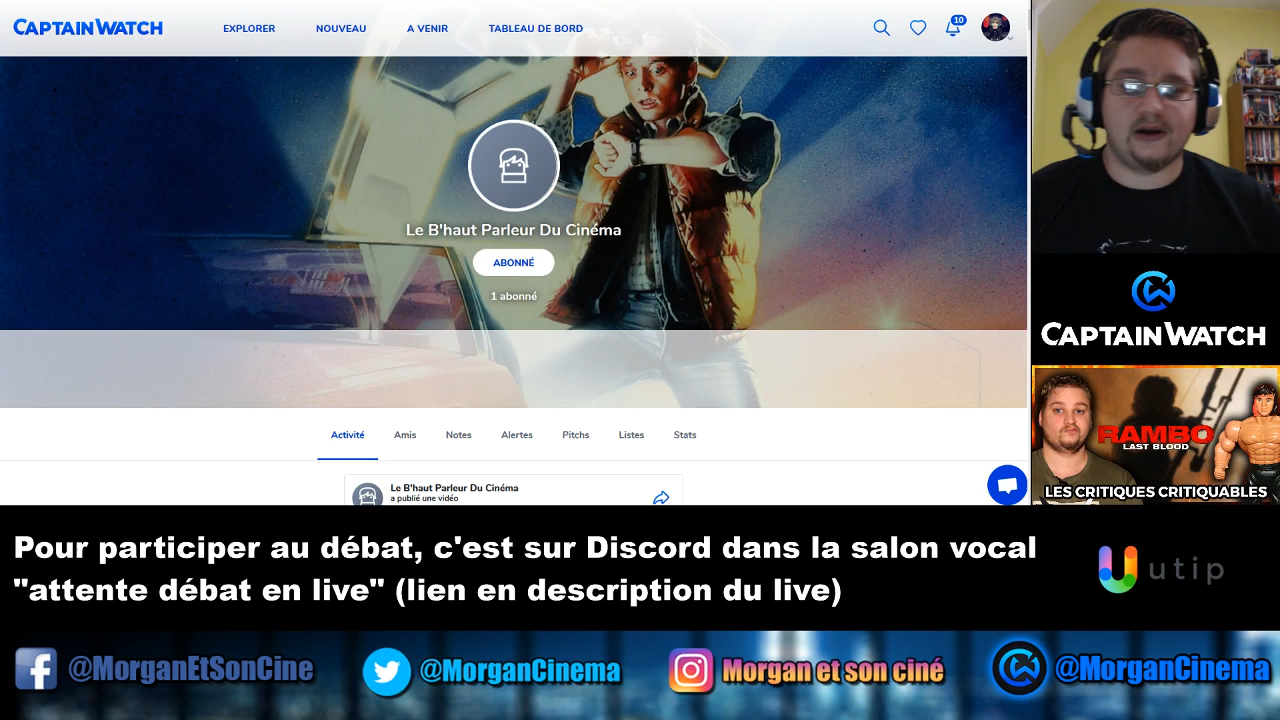 CAPTAINWATCH
EXPLORER
NOUVEAU
A VENIR
TABLEAU DE BORD
10
Le B'haut Parleur Du Cinéma
ABONNÉ
1 abonné
Activité
Amis
Notes
Alertes
Pitchs
Listes
Stats
Le B'haut Parleur Du Cinéma
a publié une vidéo
CAPTAINWATCH
RAMBO
LAST BLOOD
LES CRITIQUES CRITIQUABLES
Pour participer au débat, c'est sur Discord dans la salon vocal
"attente débat en live" (lien en description du live)
utip
@MorganEtSonCine
@MorganCinema
Morgan et son ciné
@MorganCinema